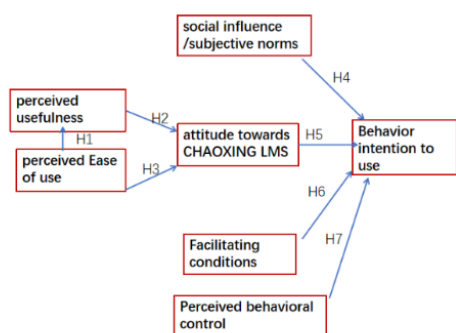 social influence
/subjective norms
H4
perceived
usefulness
H2
attitude towards
CHAOXING LMS
H5
Behavior
intention to
use
H1
perceived Ease
of use
H3
H6
Facilitating
conditions
H7
Perceived behavioral
control